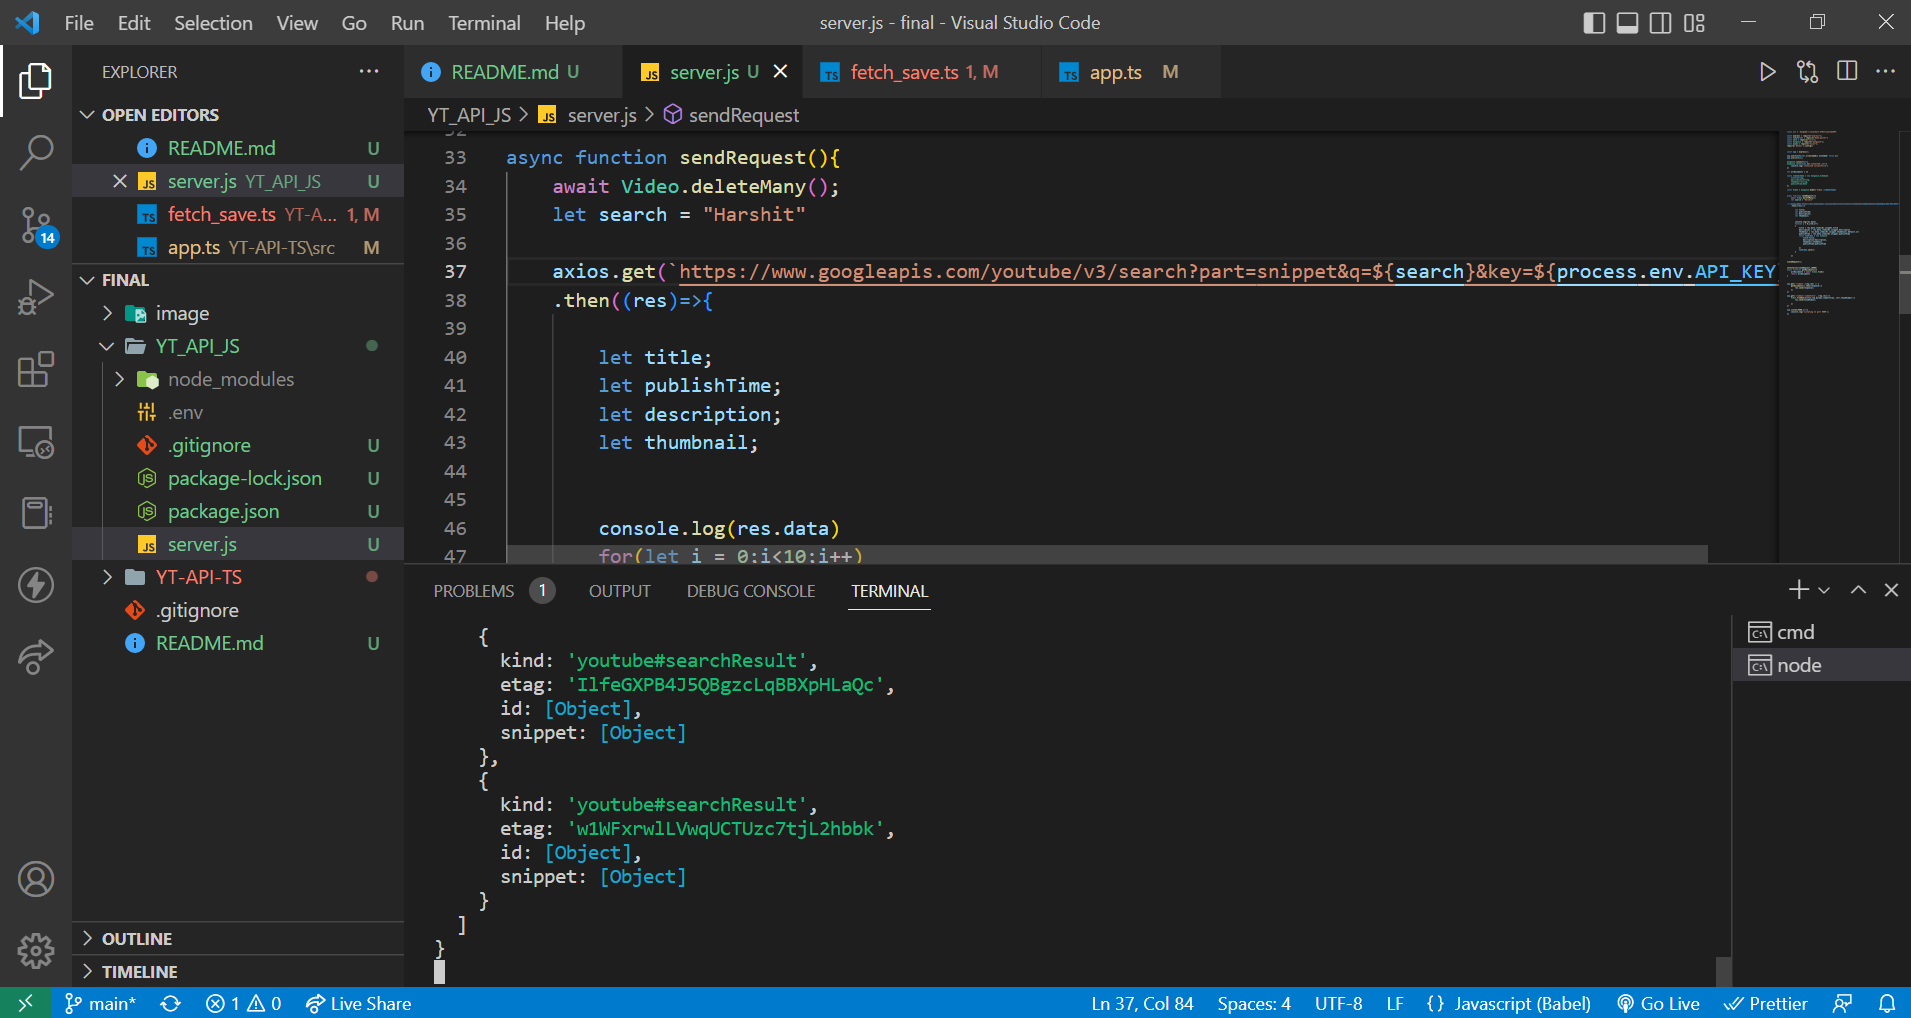 File Edit Selection View Go Run Terminal Help
server.js - final - Visual Studio Code
EXPLORER
OPEN EDITORS
README.md U
server.js YT_API_JS U
fetch_save.ts YT-A... 1, M
app.ts YT-API-TS\src M
FINAL
image
YT_API_JS
node_modules
.env
.gitignore U
package-lock.json U
package.json U
server.js U
YT-API-TS
.gitignore
README.md U
OUTLINE
TIMELINE
14
README.md U
server.js U
fetch_save.ts 1, M
app.ts M
YT_API_JS > server.js > sendRequest
32
33 async function sendRequest(){
34 await Video.deleteMany();
35 let search = "Harshit"
36
37 axios.get(`https://www.googleapis.com/youtube/v3/search?part=snippet&q=${search}&key=${process.env.API_KEY
38 .then((res)=>{
39
40 let title;
41 let publishTime;
42 let description;
43 let thumbnail;
44
45
46 console.log(res.data)
47 for(let i = 0;i<10;i++)
PROBLEMS 1 OUTPUT DEBUG CONSOLE TERMINAL
{
kind: 'youtube#searchResult',
etag: 'IlfeGXPB4J5QBgzcLqBBXpHLaQc',
id: [Object],
snippet: [Object]
},
{
kind: 'youtube#searchResult',
etag: 'w1WFxrwlLVwqUCTUzc7tjL2hbbk',
id: [Object],
snippet: [Object]
}
]
}
cmd
node
main* 1 0 Live Share
Ln 37, Col 84 Spaces: 4 UTF-8 LF {} Javascript (Babel) Go Live Prettier